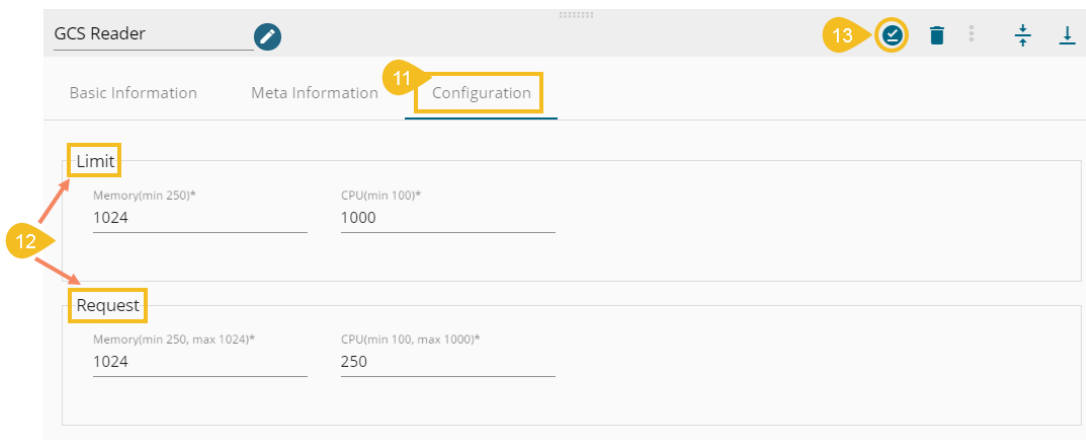 GCS Reader
13
11
Basic Information Meta Information Configuration
Limit
Memory(min 250)* CPU(min 100)*
1024 1000
12
Request
Memory(min 250, max 1024)* CPU(min 100, max 1000)*
1024 250